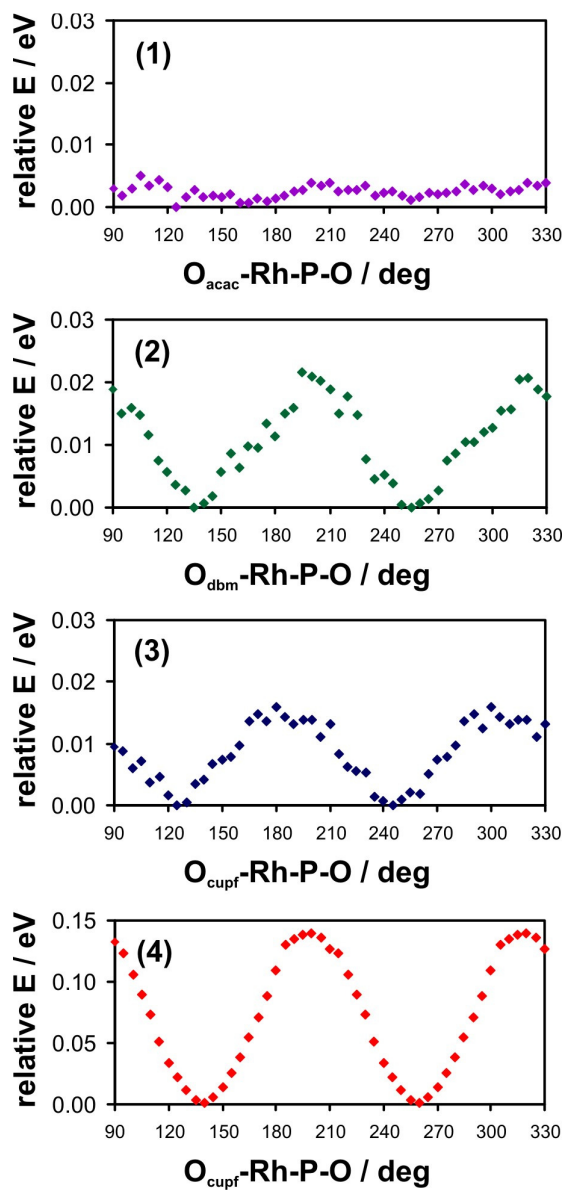 relative E / eV
(1)
0.03
0.02
0.01
0.00
90 120 150 180 210 240 270 300 330
Oacac-Rh-P-O / deg
relative E / eV
(2)
0.03
0.02
0.01
0.00
90 120 150 180 210 240 270 300 330
Odbm-Rh-P-O / deg
relative E / eV
(3)
0.03
0.02
0.01
0.00
90 120 150 180 210 240 270 300 330
Ocupf-Rh-P-O / deg
relative E / eV
(4)
0.15
0.10
0.05
0.00
90 120 150 180 210 240 270 300 330
Ocupf-Rh-P-O / deg